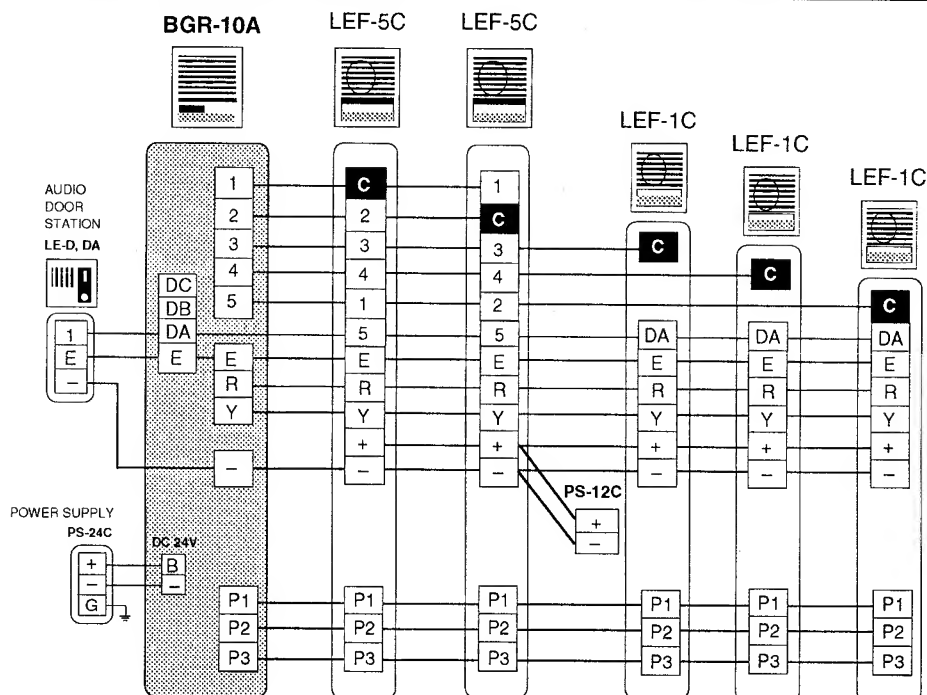 BGR-10A LEF-5C LEF-5C
LEF-1C
LEF-1C
LEF-1C
AUDIO
DOOR
STATION
LE-D, DA
1 C 1
2 2 C
3 3 3 C
4 4 4 C
DC
DB
5 1 2 C
1 DA 5 5 DA DA DA
E E E E E E E E
– R R R R R R
Y Y Y Y Y Y
+ + + + +
– – – – – –
PS-12C
+
–
POWER SUPPLY
PS-24C
DC 24V
+ B
– –
G
P1 P1 P1 P1 P1 P1
P2 P2 P2 P2 P2 P2
P3 P3 P3 P3 P3 P3